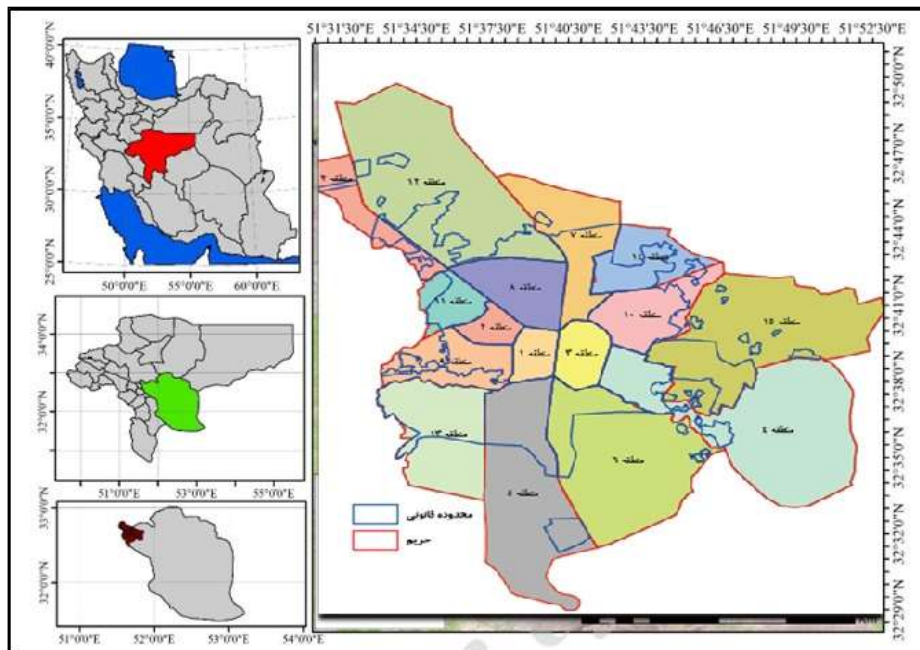 51°31'30"E 51°34'30"E 51°37'30"E 51°40'30"E 51°43'30"E 51°46'30"E 51°49'30"E 51°52'30"E
40°0'0"N
35°0'0"N
30°0'0"N
25°0'0"N
50°0'0"E 55°0'0"E 60°0'0"E
34°0'0"N
32°0'0"N
51°0'0"E 53°0'0"E 55°0'0"E
33°0'0"N
32°0'0"N
51°0'0"E 52°0'0"E 53°0'0"E 54°0'0"E
32°50'0"N
32°47'0"N
32°44'0"N
32°41'0"N
32°38'0"N
32°35'0"N
32°32'0"N
32°29'0"N
منطقه ۱۲
منطقه ۷
منطقه ۸
منطقه ۱۱
منطقه ۱۰
منطقه ۱۵
منطقه ۱
منطقه ۳
منطقه ۱۳
منطقه ۶
منطقه ۴
منطقه ۵
محدوده قانونی
حریم